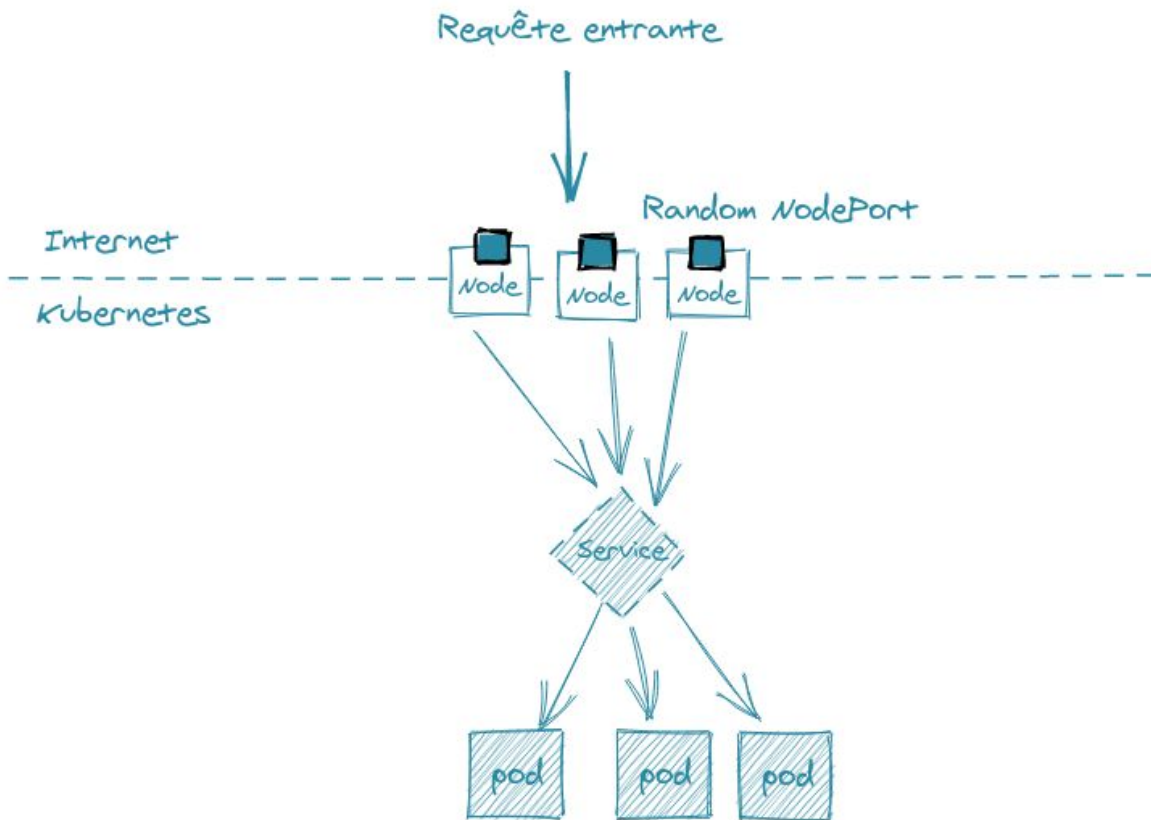 Requête entrante
Random NodePort
Internet
Node
Node
Node
Kubernetes
Service
pod
pod
pod